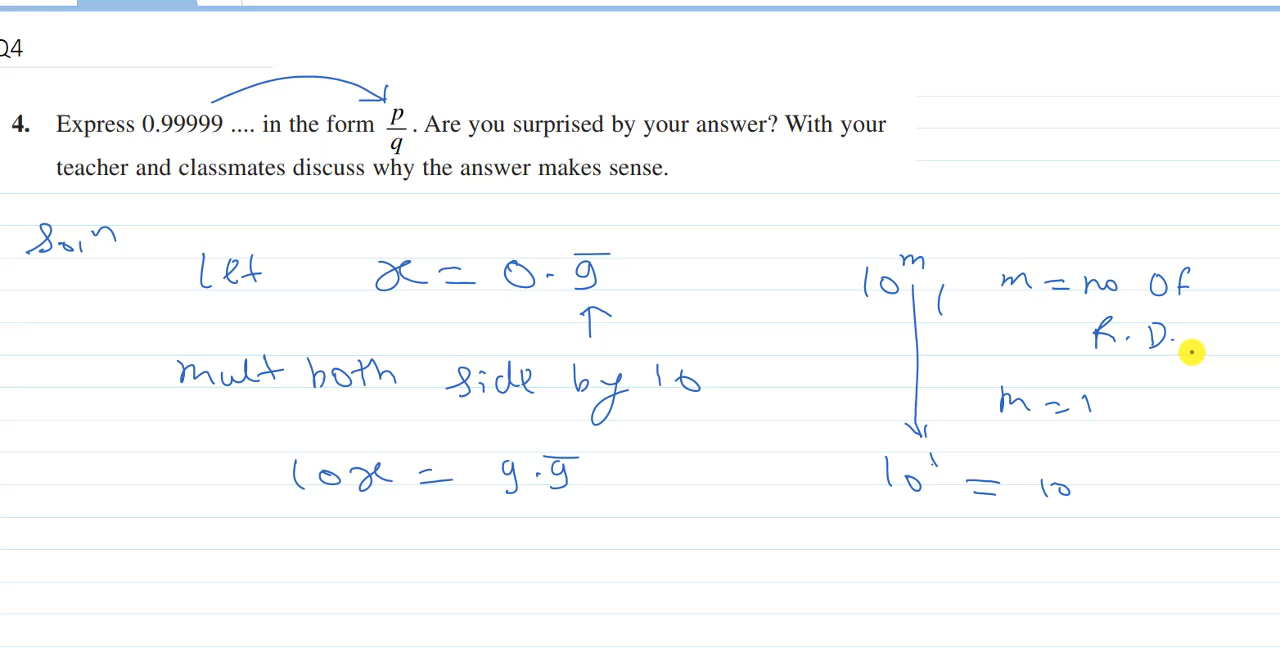 Q4
4. Express 0.99999 .... in the form p/q. Are you surprised by your answer? With your
teacher and classmates discuss why the answer makes sense.
Soln
Let x = 0.9̅
mult both side by 10
10x = 9.9̅
10^m, m = no of
R.D.
m = 1
10^1 = 10